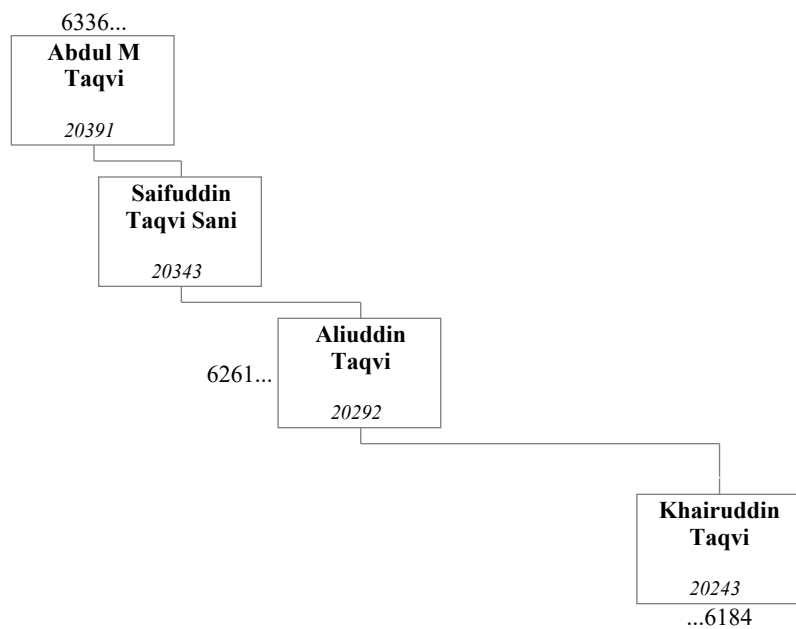 6336...
Abdul M
Taqvi
20391
Saifuddin
Taqvi Sani
20343
Aliuddin
Taqvi
6261...
20292
Khairuddin
Taqvi
20243
...6184